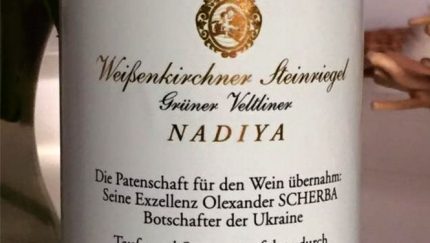 Weißenkirchner Steinriegel
Grüner Veltliner
NADIYA
Die Patenschaft für den Wein übernahm:
Seine Exzellenz Olexander SCHERBA
Botschafter der Ukraine